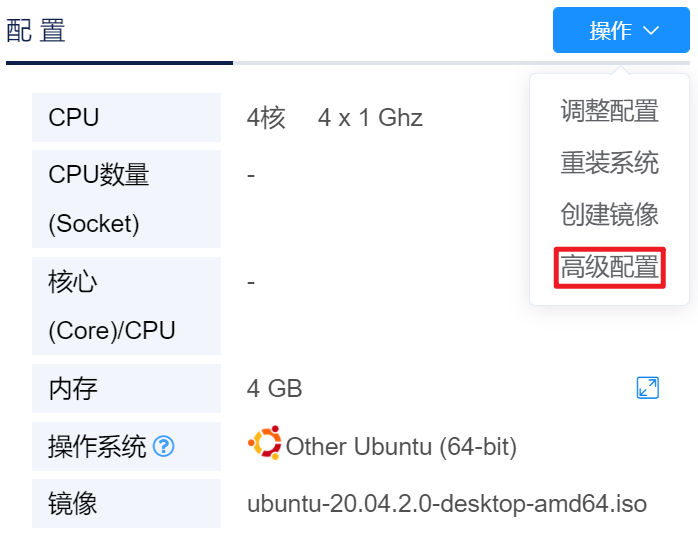 配 置
操作
调整配置
重装系统
创建镜像
高级配置
CPU 4核 4 x 1 Ghz
CPU数量 -
(Socket)
核心 -
(Core)/CPU
内存 4 GB
操作系统 ? Other Ubuntu (64-bit)
镜像 ubuntu-20.04.2.0-desktop-amd64.iso